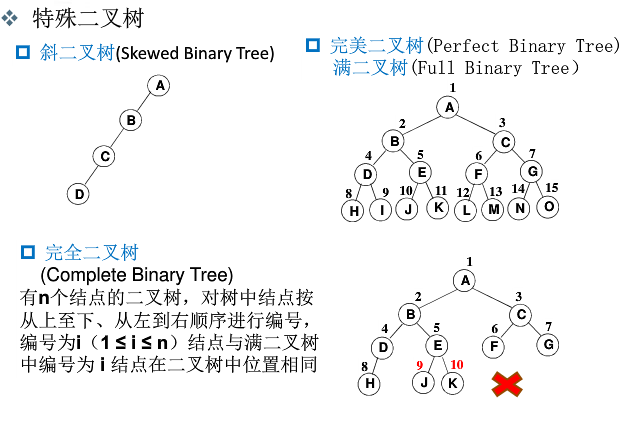 ❖ 特殊二叉树
斜二叉树(Skewed Binary Tree)
A
B
C
D
完美二叉树(Perfect Binary Tree)
满二叉树(Full Binary Tree)
1
A
2 3
B C
4 5 6 7
D E F G
8 9 10 11 12 13 14 15
H I J K L M N O
完全二叉树
(Complete Binary Tree)
有n个结点的二叉树，对树中结点按
从上至下、从左到右顺序进行编号，
编号为i（1 ≤ i ≤ n）结点与满二叉树
中编号为 i 结点在二叉树中位置相同
1
A
2 3
B C
4 5 6 7
D E F G
8 9 10
H J K